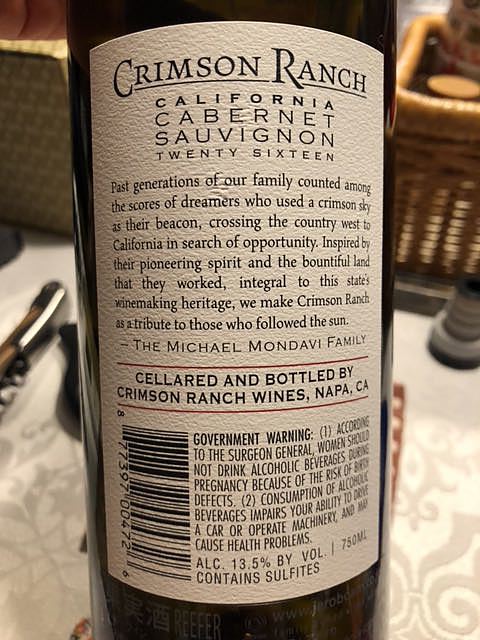 CRIMSON RANCH
CALIFORNIA
CABERNET
SAUVIGNON
TWENTY SIXTEEN
Past generations of our family counted among
the scores of dreamers who used a crimson sky
as their beacon, crossing the country west to
California in search of opportunity. Inspired by
their pioneering spirit and the bountiful land
that they worked, integral to this state's
winemaking heritage, we make Crimson Ranch
as a tribute to those who followed the sun.
– THE MICHAEL MONDAVI FAMILY
CELLARED AND BOTTLED BY
CRIMSON RANCH WINES, NAPA, CA
8 77397 00472 6
GOVERNMENT WARNING: (1) ACCORDING
TO THE SURGEON GENERAL, WOMEN SHOULD
NOT DRINK ALCOHOLIC BEVERAGES DURING
PREGNANCY BECAUSE OF THE RISK OF BIRTH
DEFECTS. (2) CONSUMPTION OF ALCOHOLIC
BEVERAGES IMPAIRS YOUR ABILITY TO DRIVE
A CAR OR OPERATE MACHINERY, AND MAY
CAUSE HEALTH PROBLEMS.
ALC. 13.5% BY VOL. | 750ML
CONTAINS SULFITES
REEFER